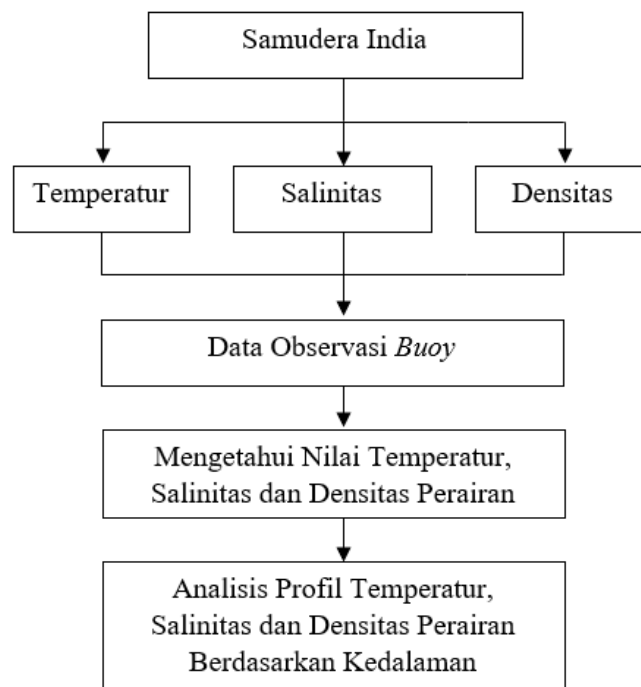 Samudera India
Temperatur
Salinitas
Densitas
Data Observasi Buoy
Mengetahui Nilai Temperatur,
Salinitas dan Densitas Perairan
Analisis Profil Temperatur,
Salinitas dan Densitas Perairan
Berdasarkan Kedalaman